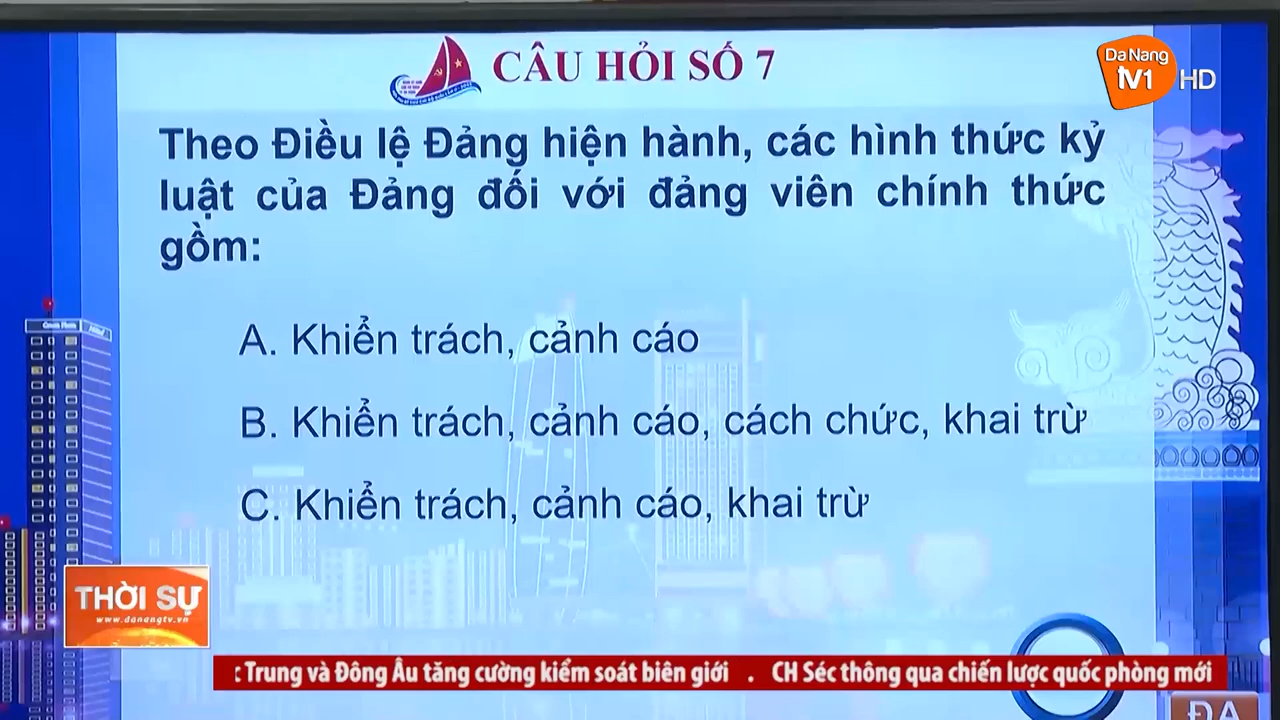 CÂU HỎI SỐ 7
Da Nang
TV1 HD
Theo Điều lệ Đảng hiện hành, các hình thức kỷ
luật của Đảng đối với đảng viên chính thức
gồm:
A. Khiển trách, cảnh cáo
B. Khiển trách, cảnh cáo, cách chức, khai trừ
C. Khiển trách, cảnh cáo, khai trừ
THỜI SỰ
www.danangtv.vn
Trung và Đông Âu tăng cường kiểm soát biên giới . CH Séc thông qua chiến lược quốc phòng mới